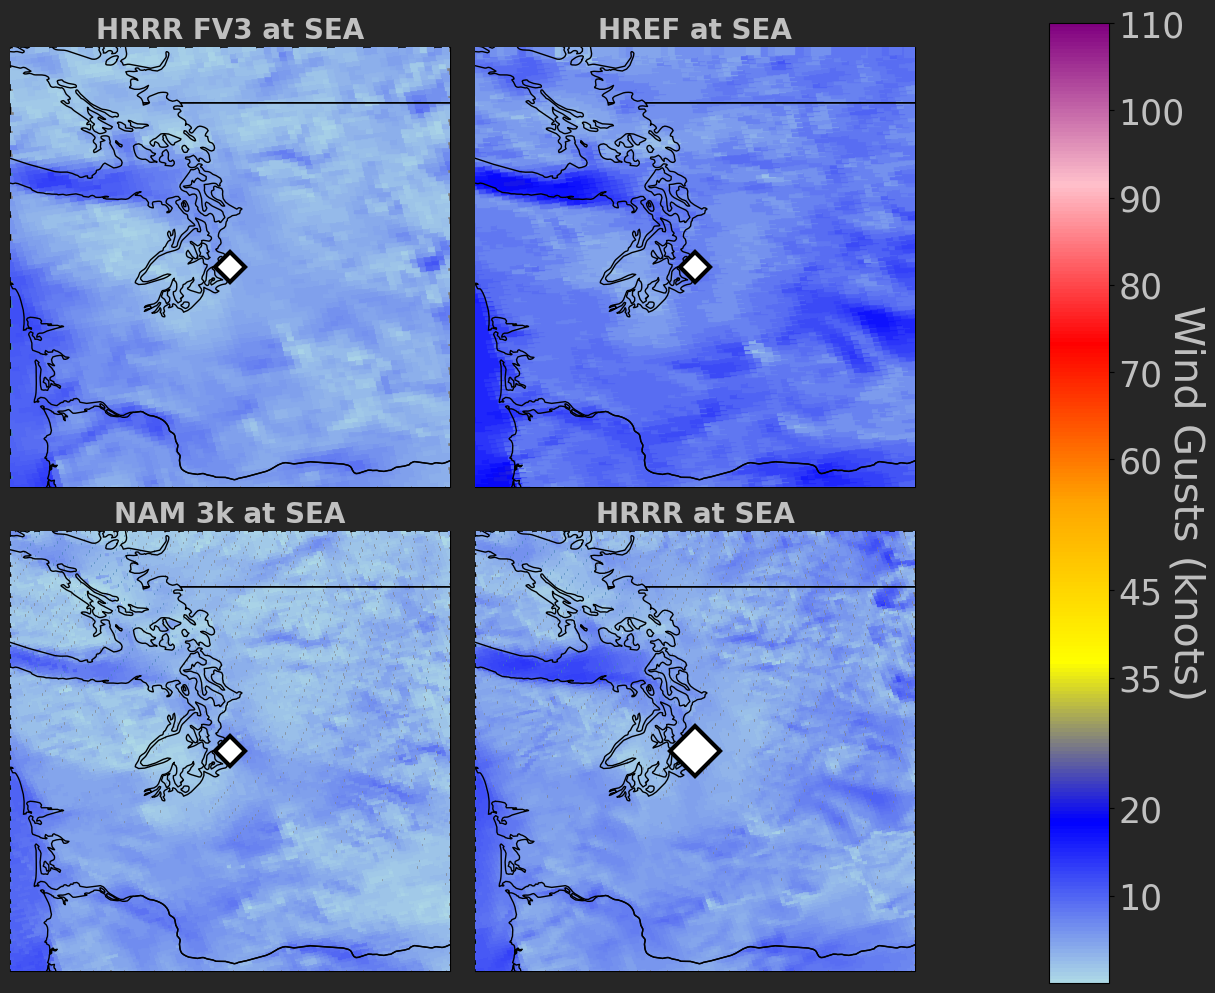 HRRR FV3 at SEA
HREF at SEA
NAM 3k at SEA
HRRR at SEA
110
100
90
80
70
60
45
35
20
10
Wind Gusts (knots)